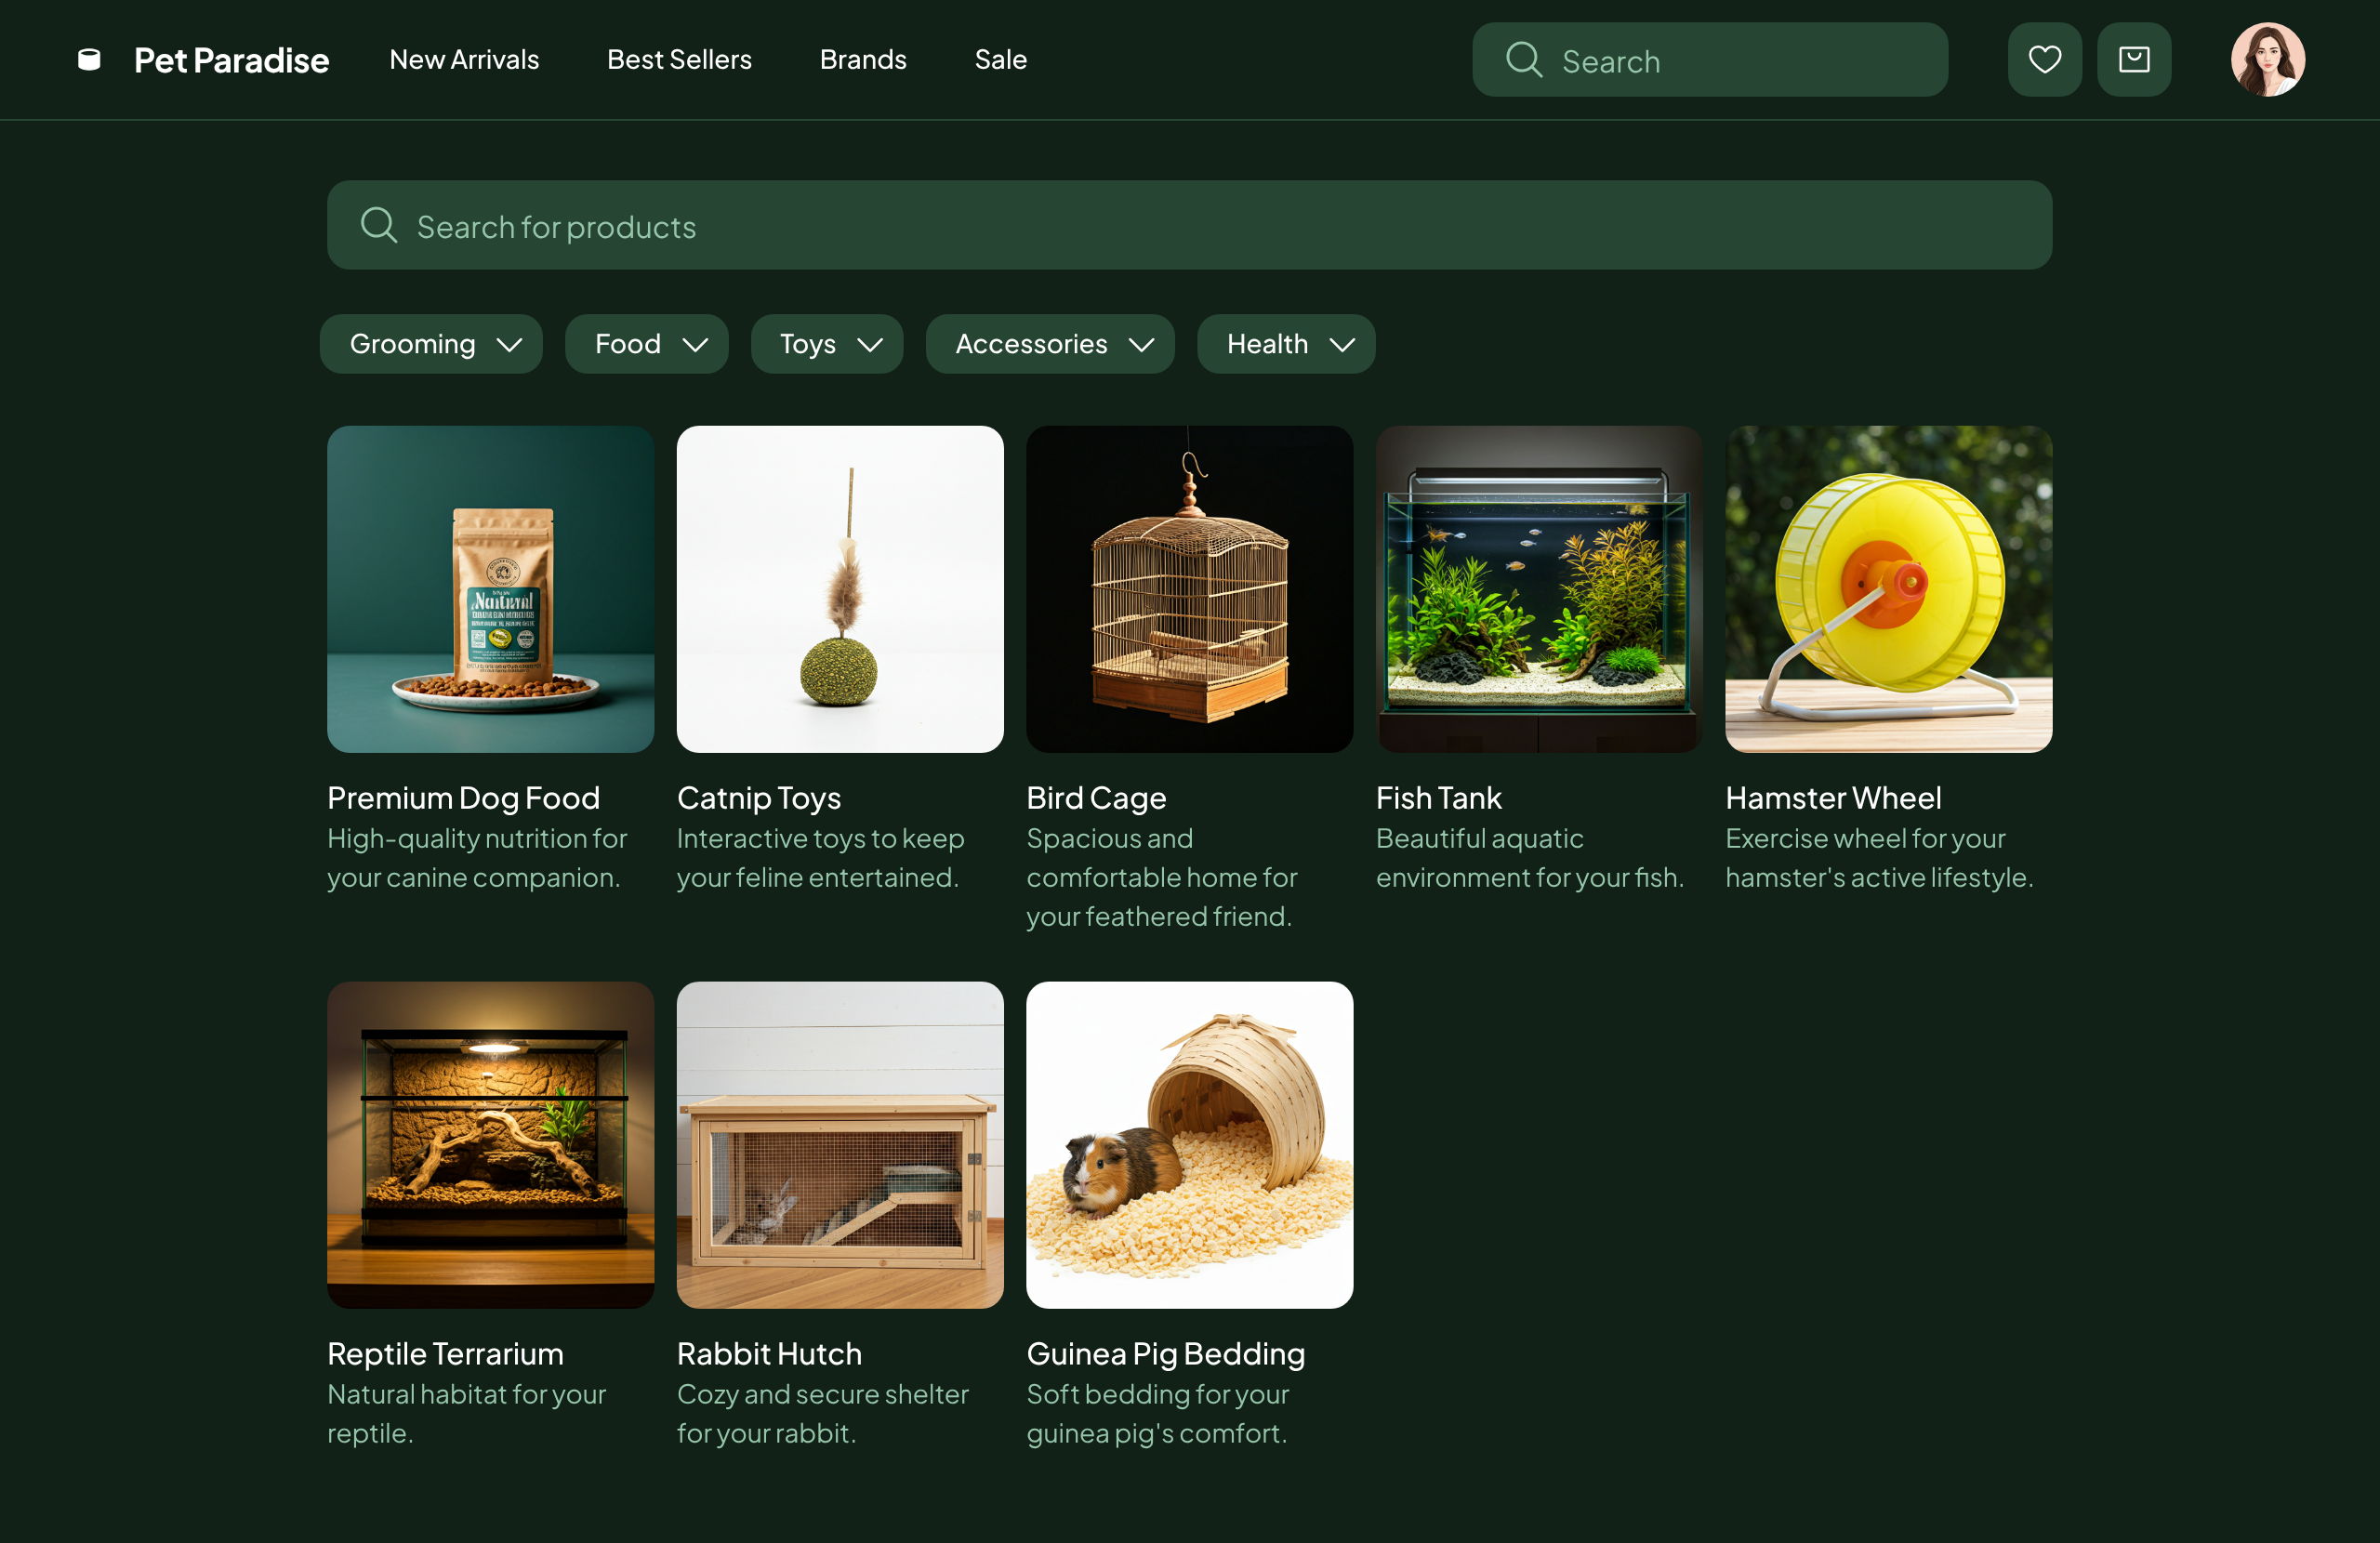 Pet Paradise
New Arrivals
Best Sellers
Brands
Sale
Search
Search for products
Grooming
Food
Toys
Accessories
Health
Natural
Premium Dog Food
High-quality nutrition for
your canine companion.
Catnip Toys
Interactive toys to keep
your feline entertained.
Bird Cage
Spacious and
comfortable home for
your feathered friend.
Fish Tank
Beautiful aquatic
environment for your fish.
Hamster Wheel
Exercise wheel for your
hamster's active lifestyle.
Reptile Terrarium
Natural habitat for your
reptile.
Rabbit Hutch
Cozy and secure shelter
for your rabbit.
Guinea Pig Bedding
Soft bedding for your
guinea pig's comfort.